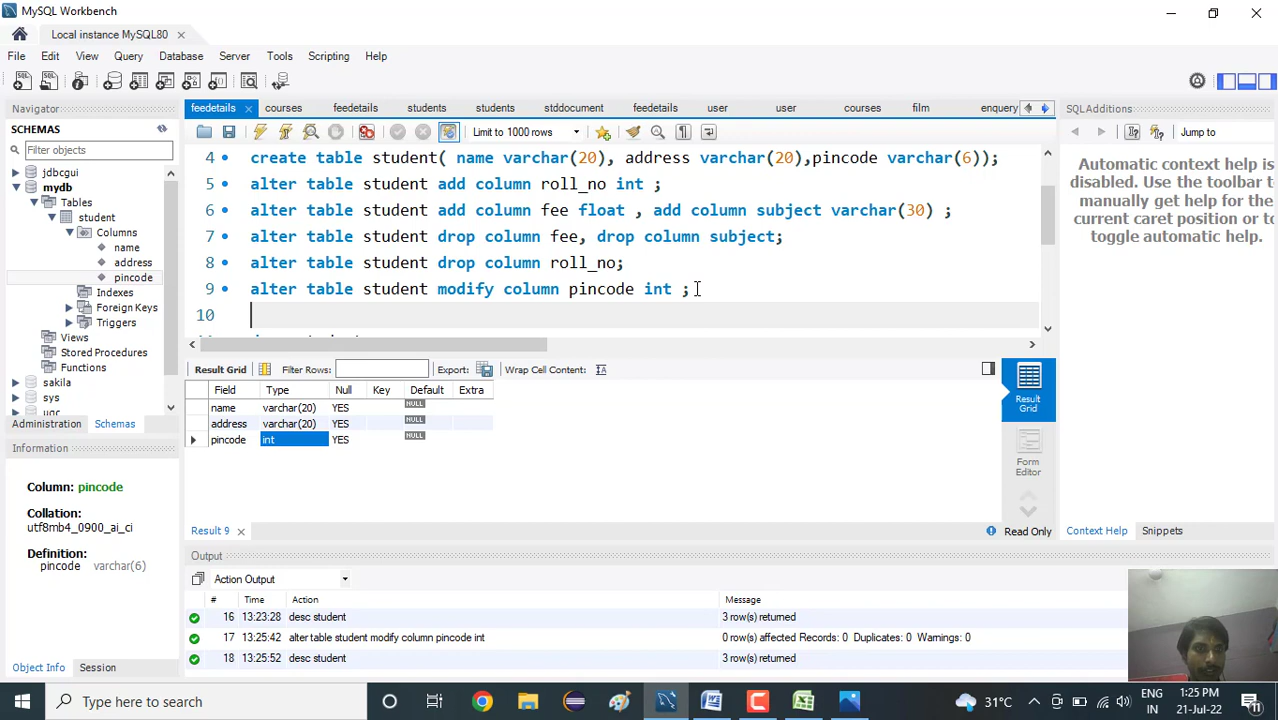 MySQL Workbench
Local instance MySQL80
File Edit View Query Database Server Tools Scripting Help
Navigator
SCHEMAS
Filter objects
jdbcgui
mydb
Tables
student
Columns
name
address
pincode
Indexes
Foreign Keys
Triggers
Views
Stored Procedures
Functions
sakila
sys
Administration Schemas
Information
Column: pincode
Collation:
utf8mb4_0900_ai_ci
Definition:
pincode varchar(6)
Object Info Session
feedetails courses feedetails students students stddocument feedetails user user courses film enquery
Limit to 1000 rows
4 create table student( name varchar(20), address varchar(20),pincode varchar(6));
5 alter table student add column roll_no int ;
6 alter table student add column fee float , add column subject varchar(30) ;
7 alter table student drop column fee, drop column subject;
8 alter table student drop column roll_no;
9 alter table student modify column pincode int ;
10
Result Grid Filter Rows: Export: Wrap Cell Content:
Field Type Null Key Default Extra
name varchar(20) YES NULL
address varchar(20) YES NULL
pincode int YES NULL
Result Grid
Form Editor
Result 9
Read Only
Output
Action Output
# Time Action Message
16 13:23:28 desc student 3 row(s) returned
17 13:25:42 alter table student modify column pincode int 0 row(s) affected Records: 0 Duplicates: 0 Warnings: 0
18 13:25:52 desc student 3 row(s) returned
SQLAdditions
Jump to
Automatic context help is
disabled. Use the toolbar to
manually get help for the
current caret position or to
toggle automatic help.
Context Help Snippets
Type here to search
31°C
ENG
IN
1:25 PM
21-Jul-22
11